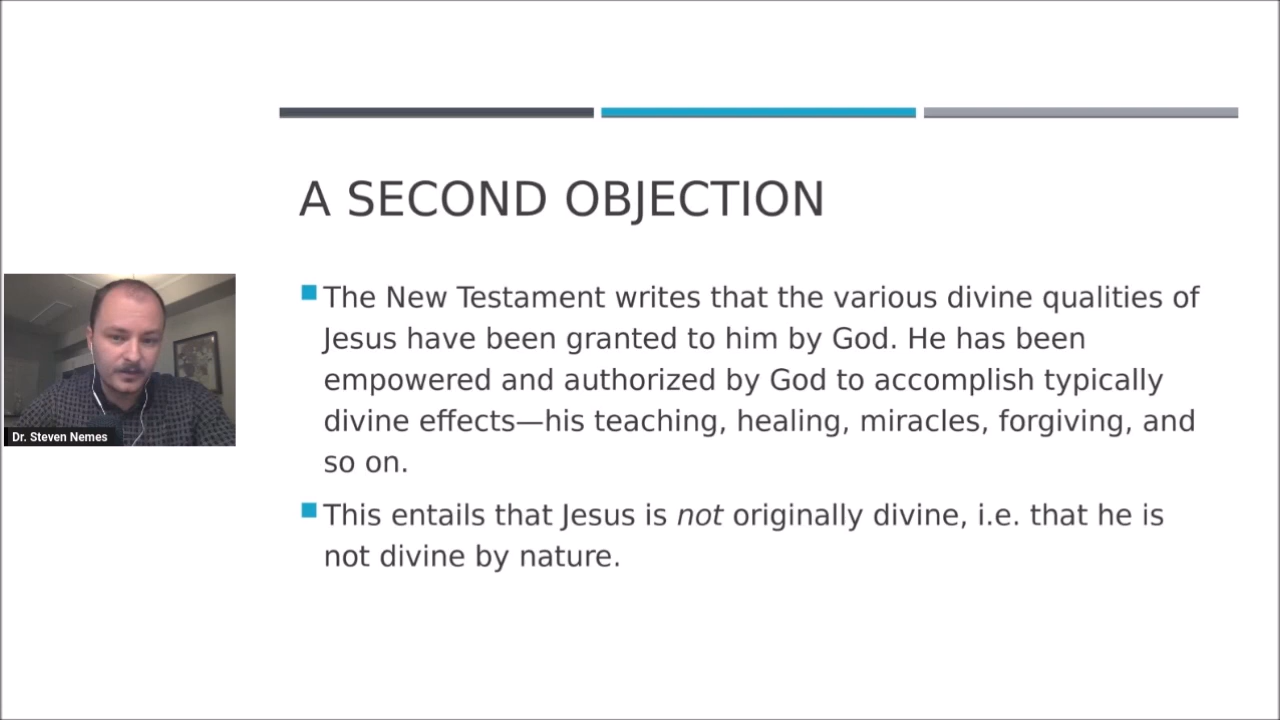 A SECOND OBJECTION
The New Testament writes that the various divine qualities of
Jesus have been granted to him by God. He has been
empowered and authorized by God to accomplish typically
divine effects—his teaching, healing, miracles, forgiving, and
so on.
This entails that Jesus is not originally divine, i.e. that he is
not divine by nature.
Dr. Steven Nemes